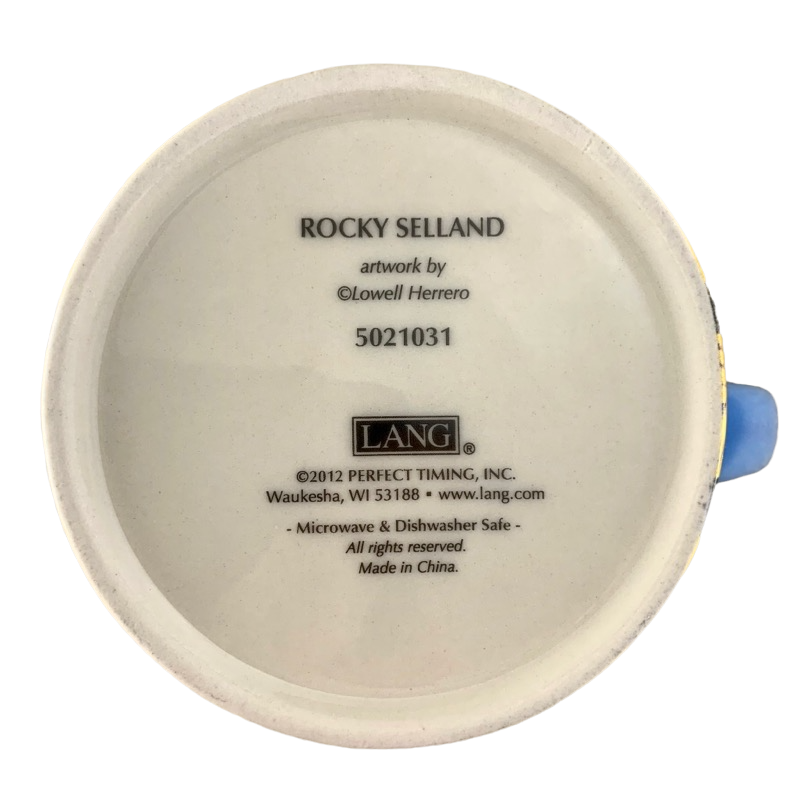 ROCKY SELLAND
artwork by
©Lowell Herrero
5021031
LANG®
©2012 PERFECT TIMING, INC.
Waukesha, WI 53188 ▪ www.lang.com
- Microwave & Dishwasher Safe -
All rights reserved.
Made in China.